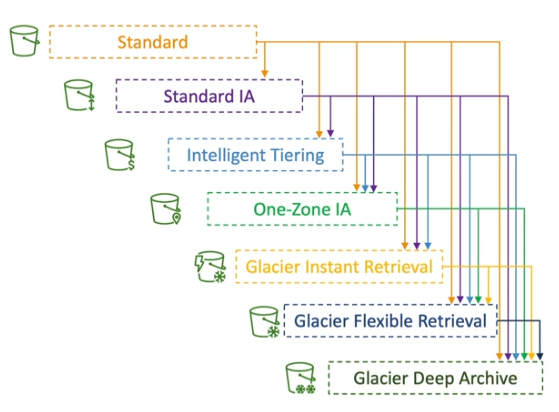 Standard
Standard IA
Intelligent Tiering
One-Zone IA
Glacier Instant Retrieval
Glacier Flexible Retrieval
Glacier Deep Archive